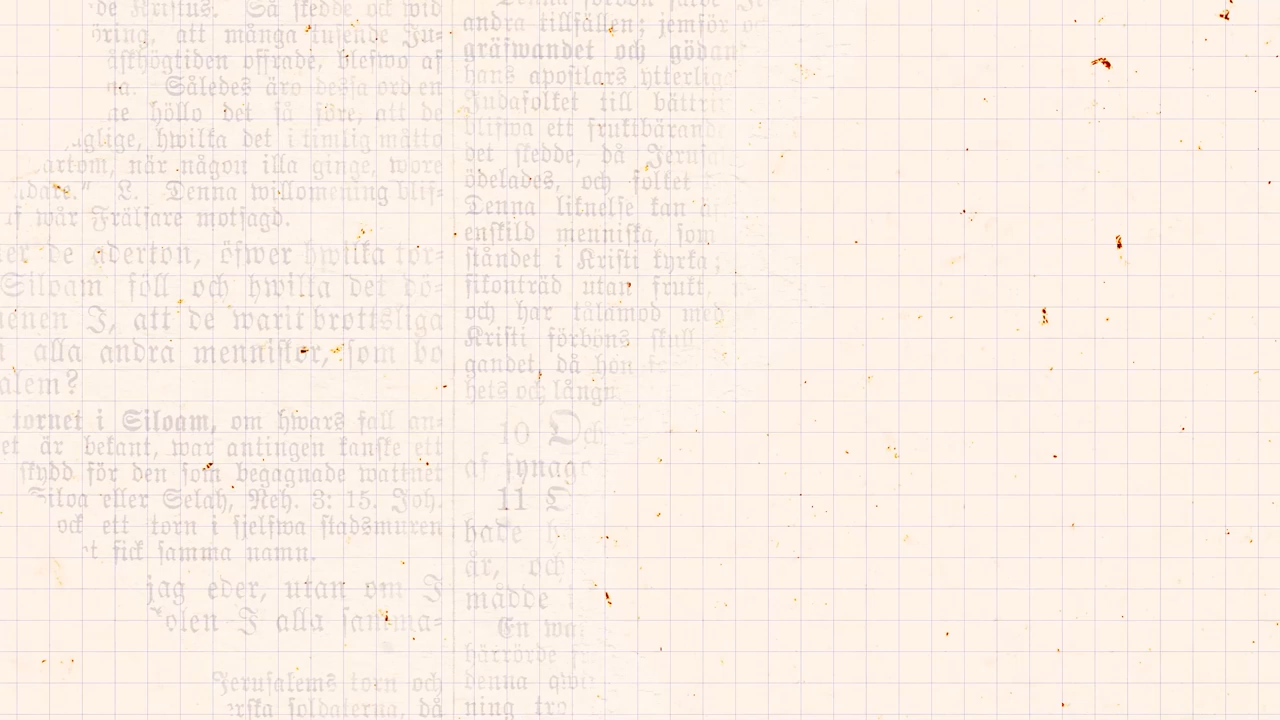 de Kristus. Så skedde ock wid
öring, att många tusende Ju-
åskhögtiden offrade, blefwo af
na. Således äro dessa ord en
ne höllo det så före, att de
aglige, hwilka det i timlig måtto
artom, när någon illa ginge, wore
ndare." L. Denna willomening blif-
af wår Frälsare motsagd.
er de aderton, öfwer hwilka tor-
Siloam föll och hwilka det dö-
menen I, att de warit brottsliga
alla andra menniskor, som bo
alem?
tornet i Siloam, om hwars fall an-
et är bekant, war antingen kanske ett
skydd för den som begagnade wattnet
Siloa eller Selah, Neh. 3: 15. Joh.
ock ett torn i sjelfwa stadsmuren
t fick samma namn.
jag eder, utan om I
olen I alla samma-
Jerusalems torn och
erska soldaterna, då
andra tillfällen; jemför
gräfwandet och gödan
hans apostlars ytterlige
Judafolket till bättri
blifwa ett fruktbärande
det skedde, då Jerusa
ödelades, och folket
Denna liknelse kan
enskild menniska, som
ståndet i Kristi kyrka;
fikonträd utan frukt.
och har tålamod med
Kristi förböns skull
gandet, då hon
hets och långm
10 Och
af synago
11
hade
år, och
mådde
En wa
härrörde
denna qwi
ning tro